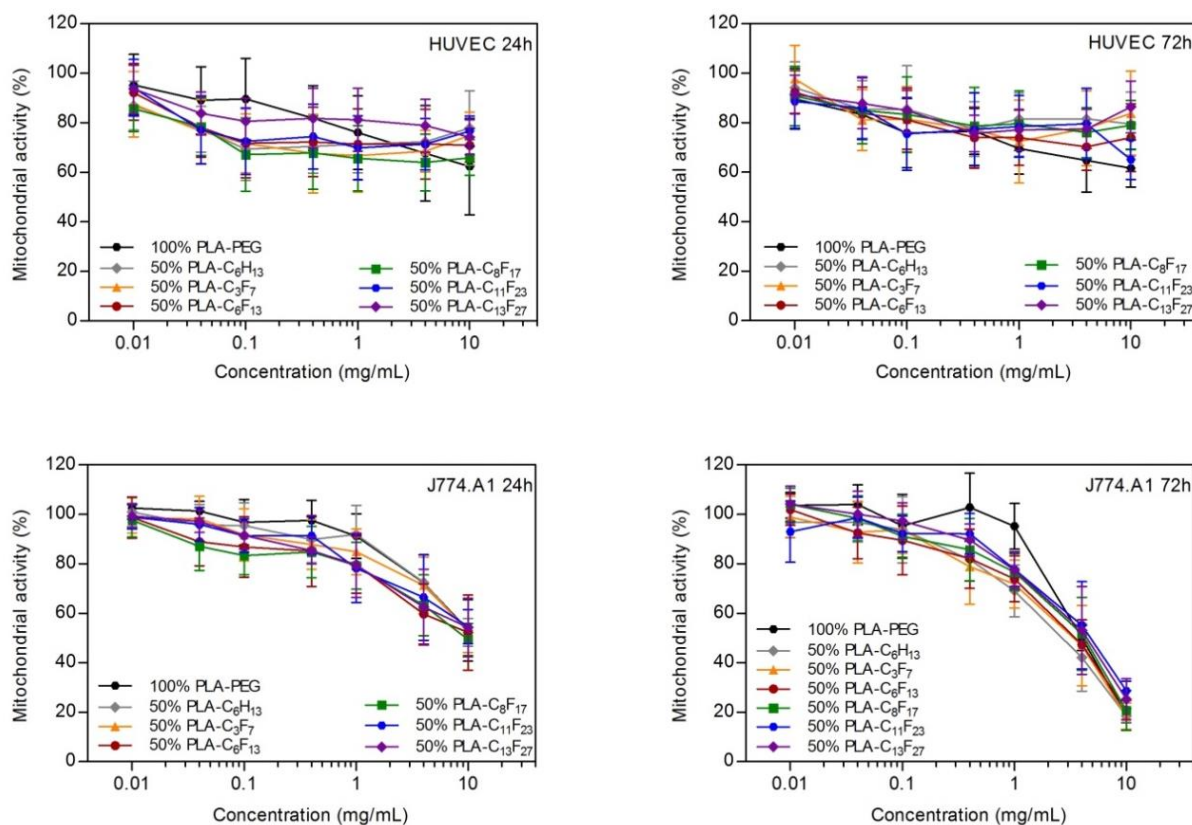 HUVEC 24h
Mitochondrial activity (%)
120
100
80
60
40
20
0
100% PLA-PEG
50% PLA-C₆H₁₃
50% PLA-C₃F₇
50% PLA-C₆F₁₃
50% PLA-C₈F₁₇
50% PLA-C₁₁F₂₃
50% PLA-C₁₃F₂₇
0.01 0.1 1 10
Concentration (mg/mL)
HUVEC 72h
Mitochondrial activity (%)
120
100
80
60
40
20
0
100% PLA-PEG
50% PLA-C₆H₁₃
50% PLA-C₃F₇
50% PLA-C₆F₁₃
50% PLA-C₈F₁₇
50% PLA-C₁₁F₂₃
50% PLA-C₁₃F₂₇
0.01 0.1 1 10
Concentration (mg/mL)
J774.A1 24h
Mitochondrial activity (%)
120
100
80
60
40
20
0
100% PLA-PEG
50% PLA-C₆H₁₃
50% PLA-C₃F₇
50% PLA-C₆F₁₃
50% PLA-C₈F₁₇
50% PLA-C₁₁F₂₃
50% PLA-C₁₃F₂₇
0.01 0.1 1 10
Concentration (mg/mL)
J774.A1 72h
Mitochondrial activity (%)
120
100
80
60
40
20
0
100% PLA-PEG
50% PLA-C₆H₁₃
50% PLA-C₃F₇
50% PLA-C₆F₁₃
50% PLA-C₈F₁₇
50% PLA-C₁₁F₂₃
50% PLA-C₁₃F₂₇
0.01 0.1 1 10
Concentration (mg/mL)